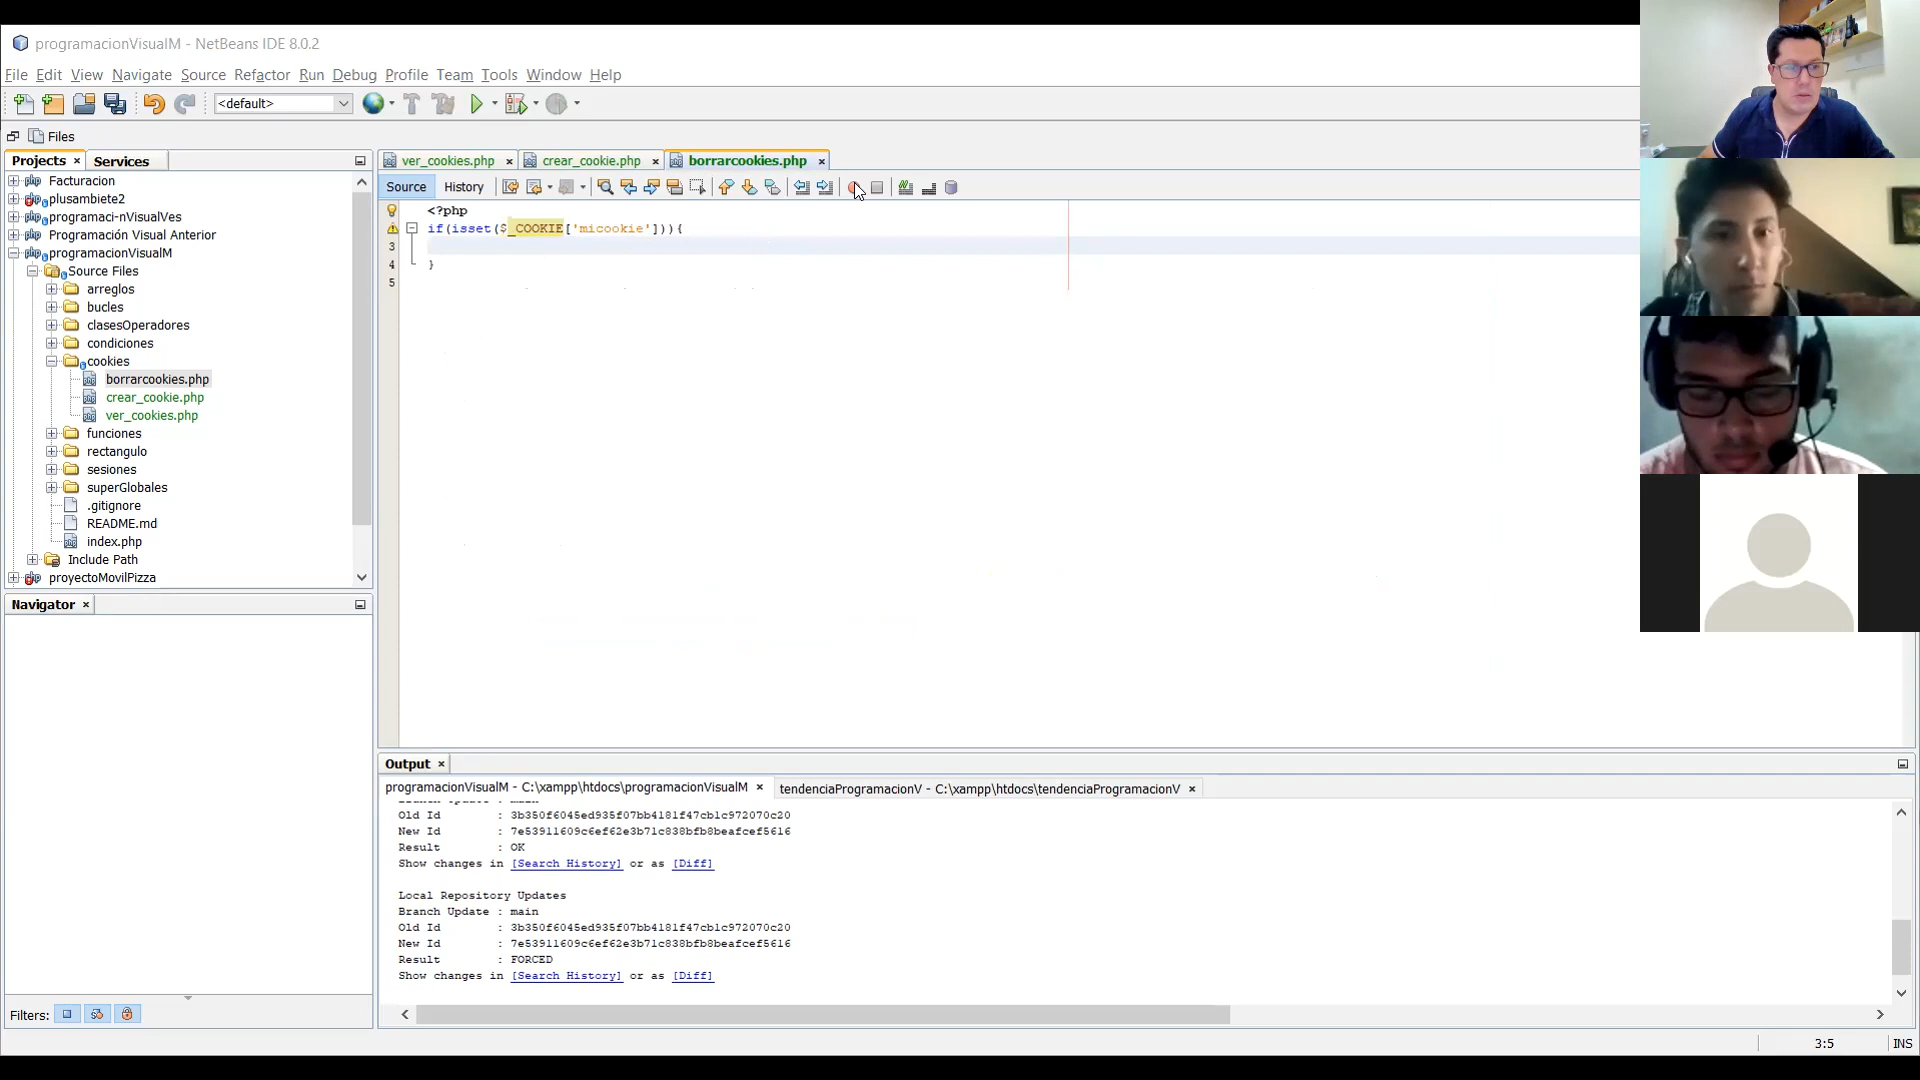 programacionVisualM - NetBeans IDE 8.0.2
File Edit View Navigate Source Refactor Run Debug Profile Team Tools Window Help
<default>
Files
Projects Services
Facturacion
plusambiete2
programaci-nVisualVes
Programación Visual Anterior
programacionVisualM
Source Files
arreglos
bucles
clasesOperadores
condiciones
cookies
borrarcookies.php
crear_cookie.php
ver_cookies.php
funciones
rectangulo
sesiones
superGlobales
.gitignore
README.md
index.php
Include Path
proyectoMovilPizza
Navigator
Filters:
ver_cookies.php crear_cookie.php borrarcookies.php
Source History
<?php
if(isset($_COOKIE['micookie'])){
3
4 }
5
Output
programacionVisualM - C:\xampp\htdocs\programacionVisualM tendenciaProgramacionV - C:\xampp\htdocs\tendenciaProgramacionV
Branch Update : main
Old Id : 3b350f6045ed935f07bb4181f47cb1c972070c20
New Id : 7e53911609c6ef62e3b71c838bfb8beafcef5616
Result : OK
Show changes in [Search History] or as [Diff]
Local Repository Updates
Branch Update : main
Old Id : 3b350f6045ed935f07bb4181f47cb1c972070c20
New Id : 7e53911609c6ef62e3b71c838bfb8beafcef5616
Result : FORCED
Show changes in [Search History] or as [Diff]
3:5 INS